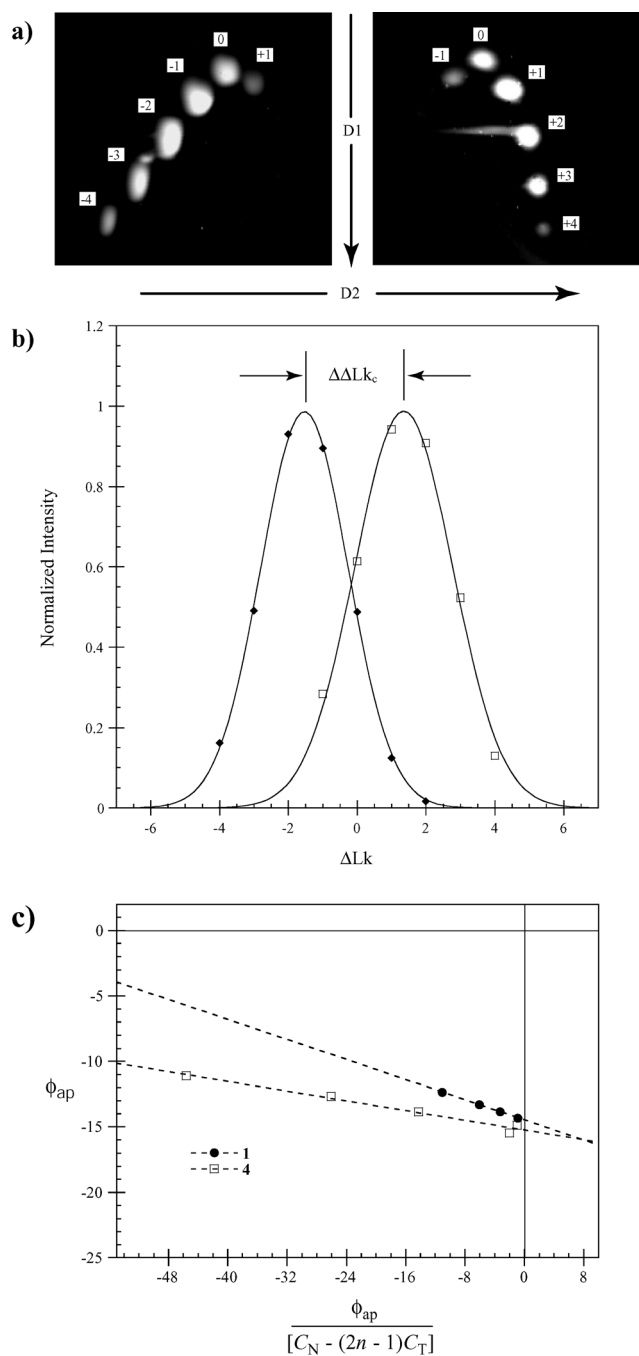 a)
0
+1
-1
-2
-3
-4
0
-1
+1
+2
+3
+4
D1
D2
b)
1.2
1
0.8
0.6
0.4
0.2
0
Normalized Intensity
ΔΔLkc
-6 -4 -2 0 2 4 6
ΔLk
c)
0
-5
-10
-15
-20
-25
ϕap
1
4
-48 -40 -32 -24 -16 -8 0 8
ϕap
[CN - (2n - 1)CT]